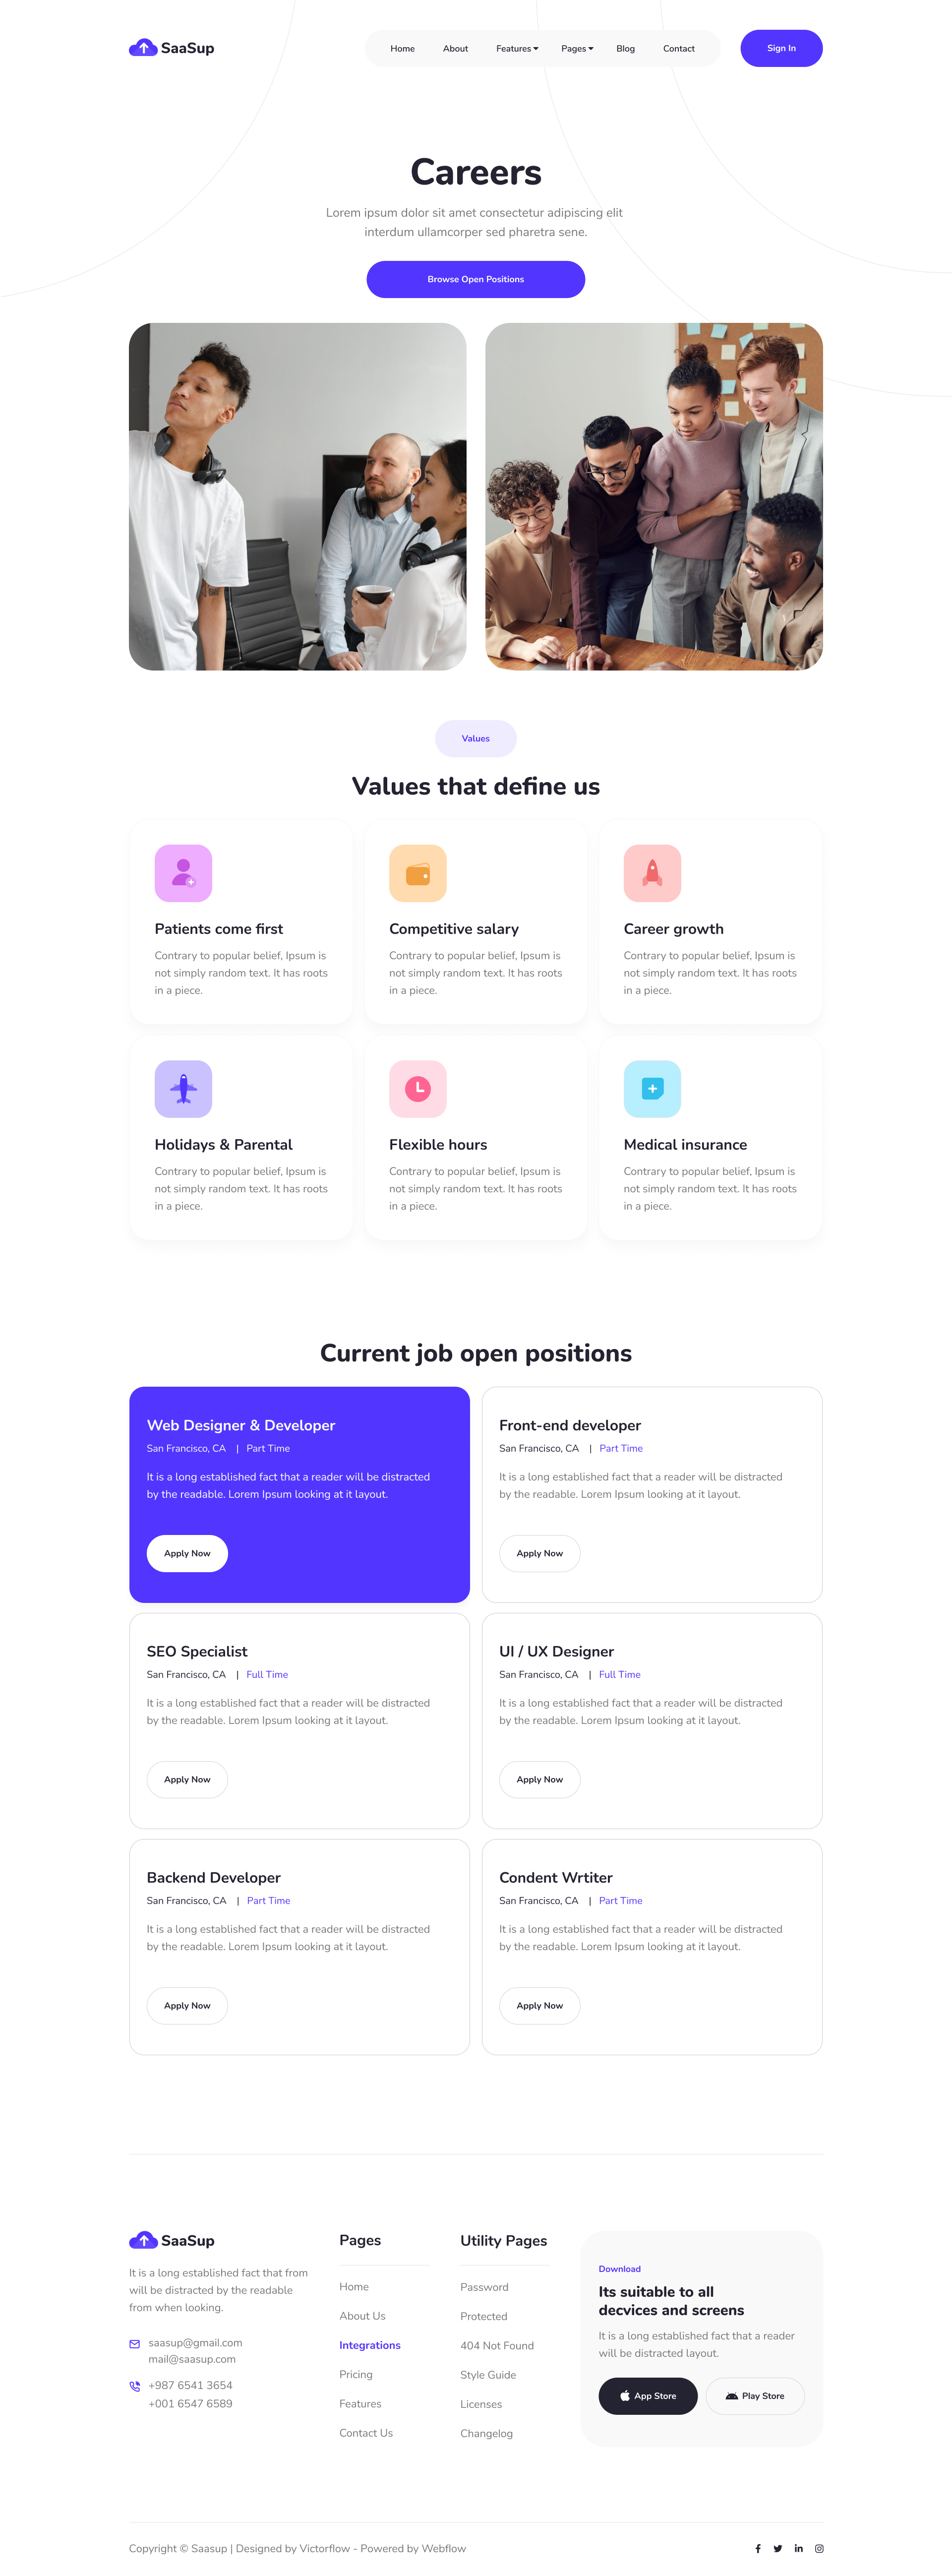 SaaSup
Home About Features Pages Blog Contact
Sign In
Careers
Lorem ipsum dolor sit amet consectetur adipiscing elit
interdum ullamcorper sed pharetra sene.
Browse Open Positions
Values
Values that define us
Patients come first
Contrary to popular belief, Ipsum is
not simply random text. It has roots
in a piece.
Competitive salary
Contrary to popular belief, Ipsum is
not simply random text. It has roots
in a piece.
Career growth
Contrary to popular belief, Ipsum is
not simply random text. It has roots
in a piece.
Holidays & Parental
Contrary to popular belief, Ipsum is
not simply random text. It has roots
in a piece.
Flexible hours
Contrary to popular belief, Ipsum is
not simply random text. It has roots
in a piece.
Medical insurance
Contrary to popular belief, Ipsum is
not simply random text. It has roots
in a piece.
Current job open positions
Web Designer & Developer
San Francisco, CA | Part Time
It is a long established fact that a reader will be distracted
by the readable. Lorem Ipsum looking at it layout.
Apply Now
Front-end developer
San Francisco, CA | Part Time
It is a long established fact that a reader will be distracted
by the readable. Lorem Ipsum looking at it layout.
Apply Now
SEO Specialist
San Francisco, CA | Full Time
It is a long established fact that a reader will be distracted
by the readable. Lorem Ipsum looking at it layout.
Apply Now
UI / UX Designer
San Francisco, CA | Full Time
It is a long established fact that a reader will be distracted
by the readable. Lorem Ipsum looking at it layout.
Apply Now
Backend Developer
San Francisco, CA | Part Time
It is a long established fact that a reader will be distracted
by the readable. Lorem Ipsum looking at it layout.
Apply Now
Condent Wrtiter
San Francisco, CA | Part Time
It is a long established fact that a reader will be distracted
by the readable. Lorem Ipsum looking at it layout.
Apply Now
SaaSup
It is a long established fact that from
will be distracted by the readable
from when looking.
saasup@gmail.com
mail@saasup.com
+987 6541 3654
+001 6547 6589
Pages
Home
About Us
Integrations
Pricing
Features
Contact Us
Utility Pages
Password
Protected
404 Not Found
Style Guide
Licenses
Changelog
Download
Its suitable to all
decvices and screens
It is a long established fact that a reader
will be distracted layout.
App Store
Play Store
Copyright © Saasup | Designed by Victorflow - Powered by Webflow